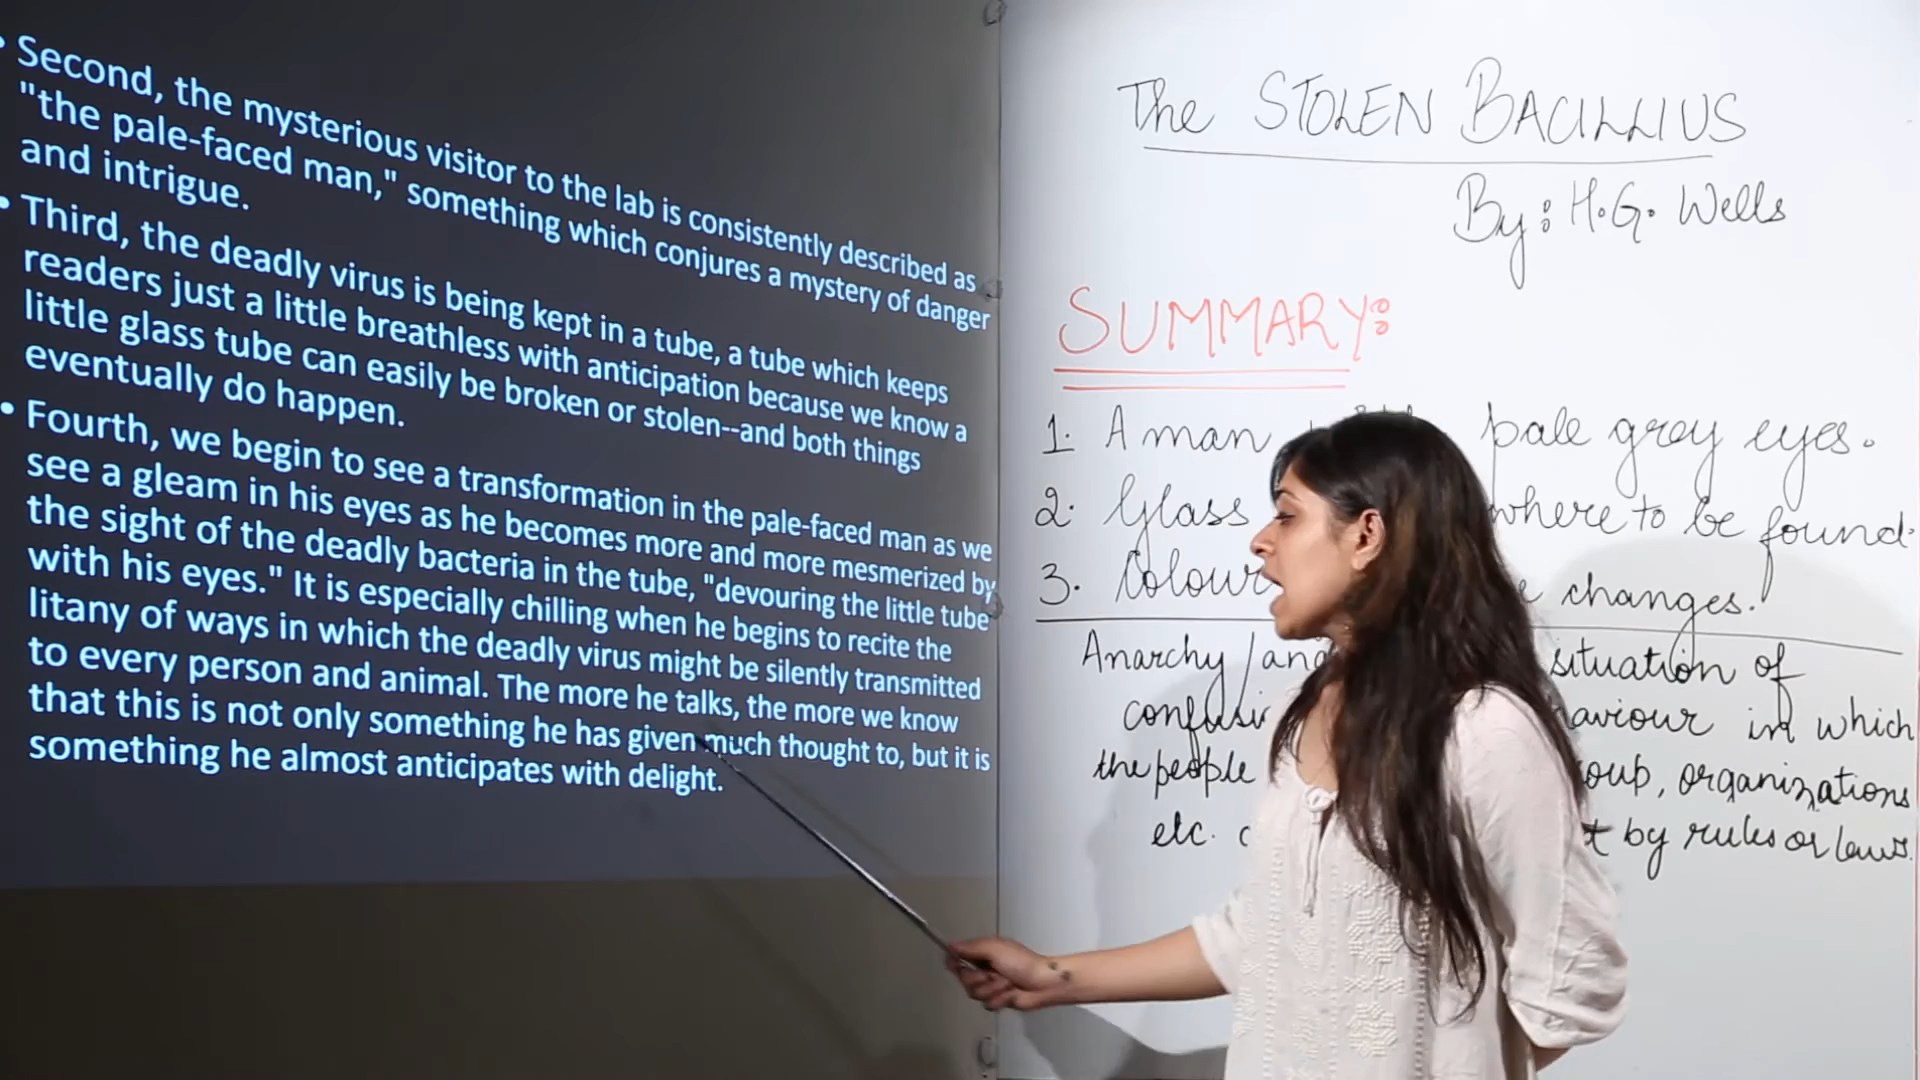 • Second, the mysterious visitor to the lab is consistently described as
"the pale-faced man," something which conjures a mystery of danger
and intrigue.
• Third, the deadly virus is being kept in a tube, a tube which keeps
readers just a little breathless with anticipation because we know a
little glass tube can easily be broken or stolen--and both things
eventually do happen.
• Fourth, we begin to see a transformation in the pale-faced man as we
see a gleam in his eyes as he becomes more and more mesmerized by
the sight of the deadly bacteria in the tube, "devouring the little tube
with his eyes." It is especially chilling when he begins to recite the
litany of ways in which the deadly virus might be silently transmitted
to every person and animal. The more he talks, the more we know
that this is not only something he has given much thought to, but it is
something he almost anticipates with delight.
The STOLEN BACILLIUS
By: H.G. Wells
SUMMARY:
1. A man pale grey eyes.
2. Glass where to be found.
3. Colour changes.
Anarchy / situation of
in which
the people organizations
etc. by rules or laws.